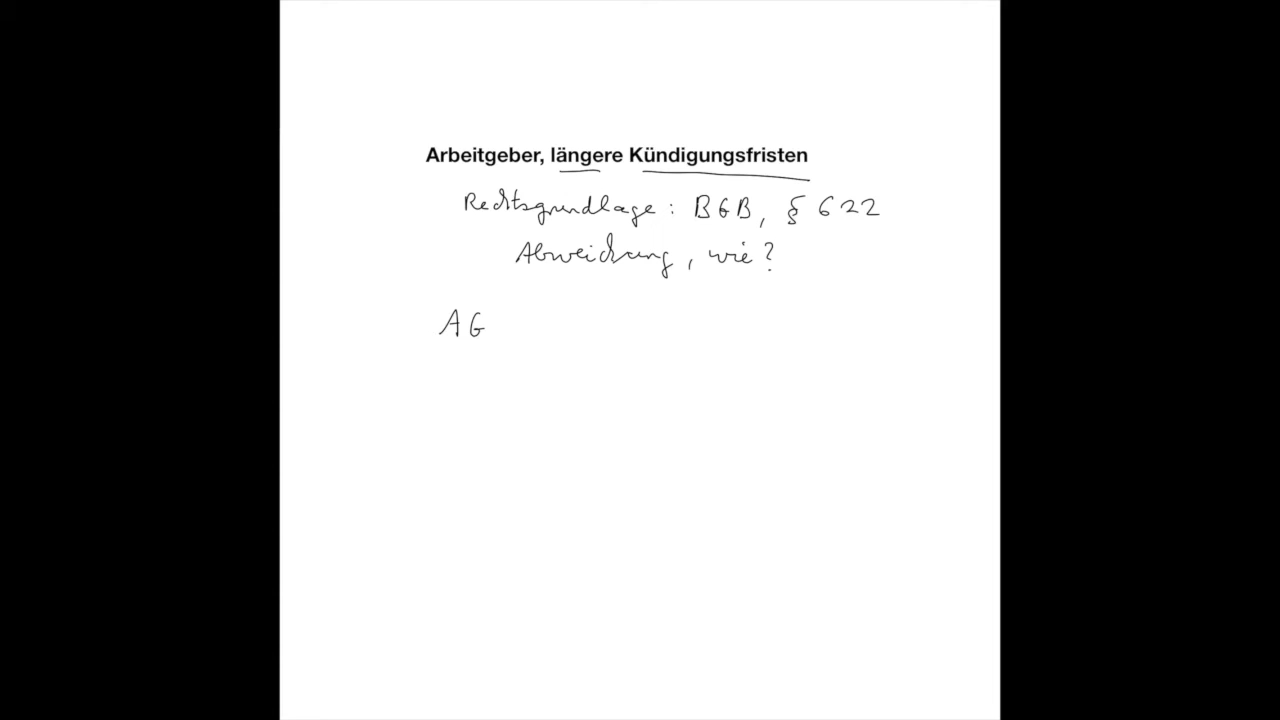 Arbeitgeber, längere Kündigungsfristen
Rechtsgrundlage: BGB, § 622
Abweichung, wie?
AG